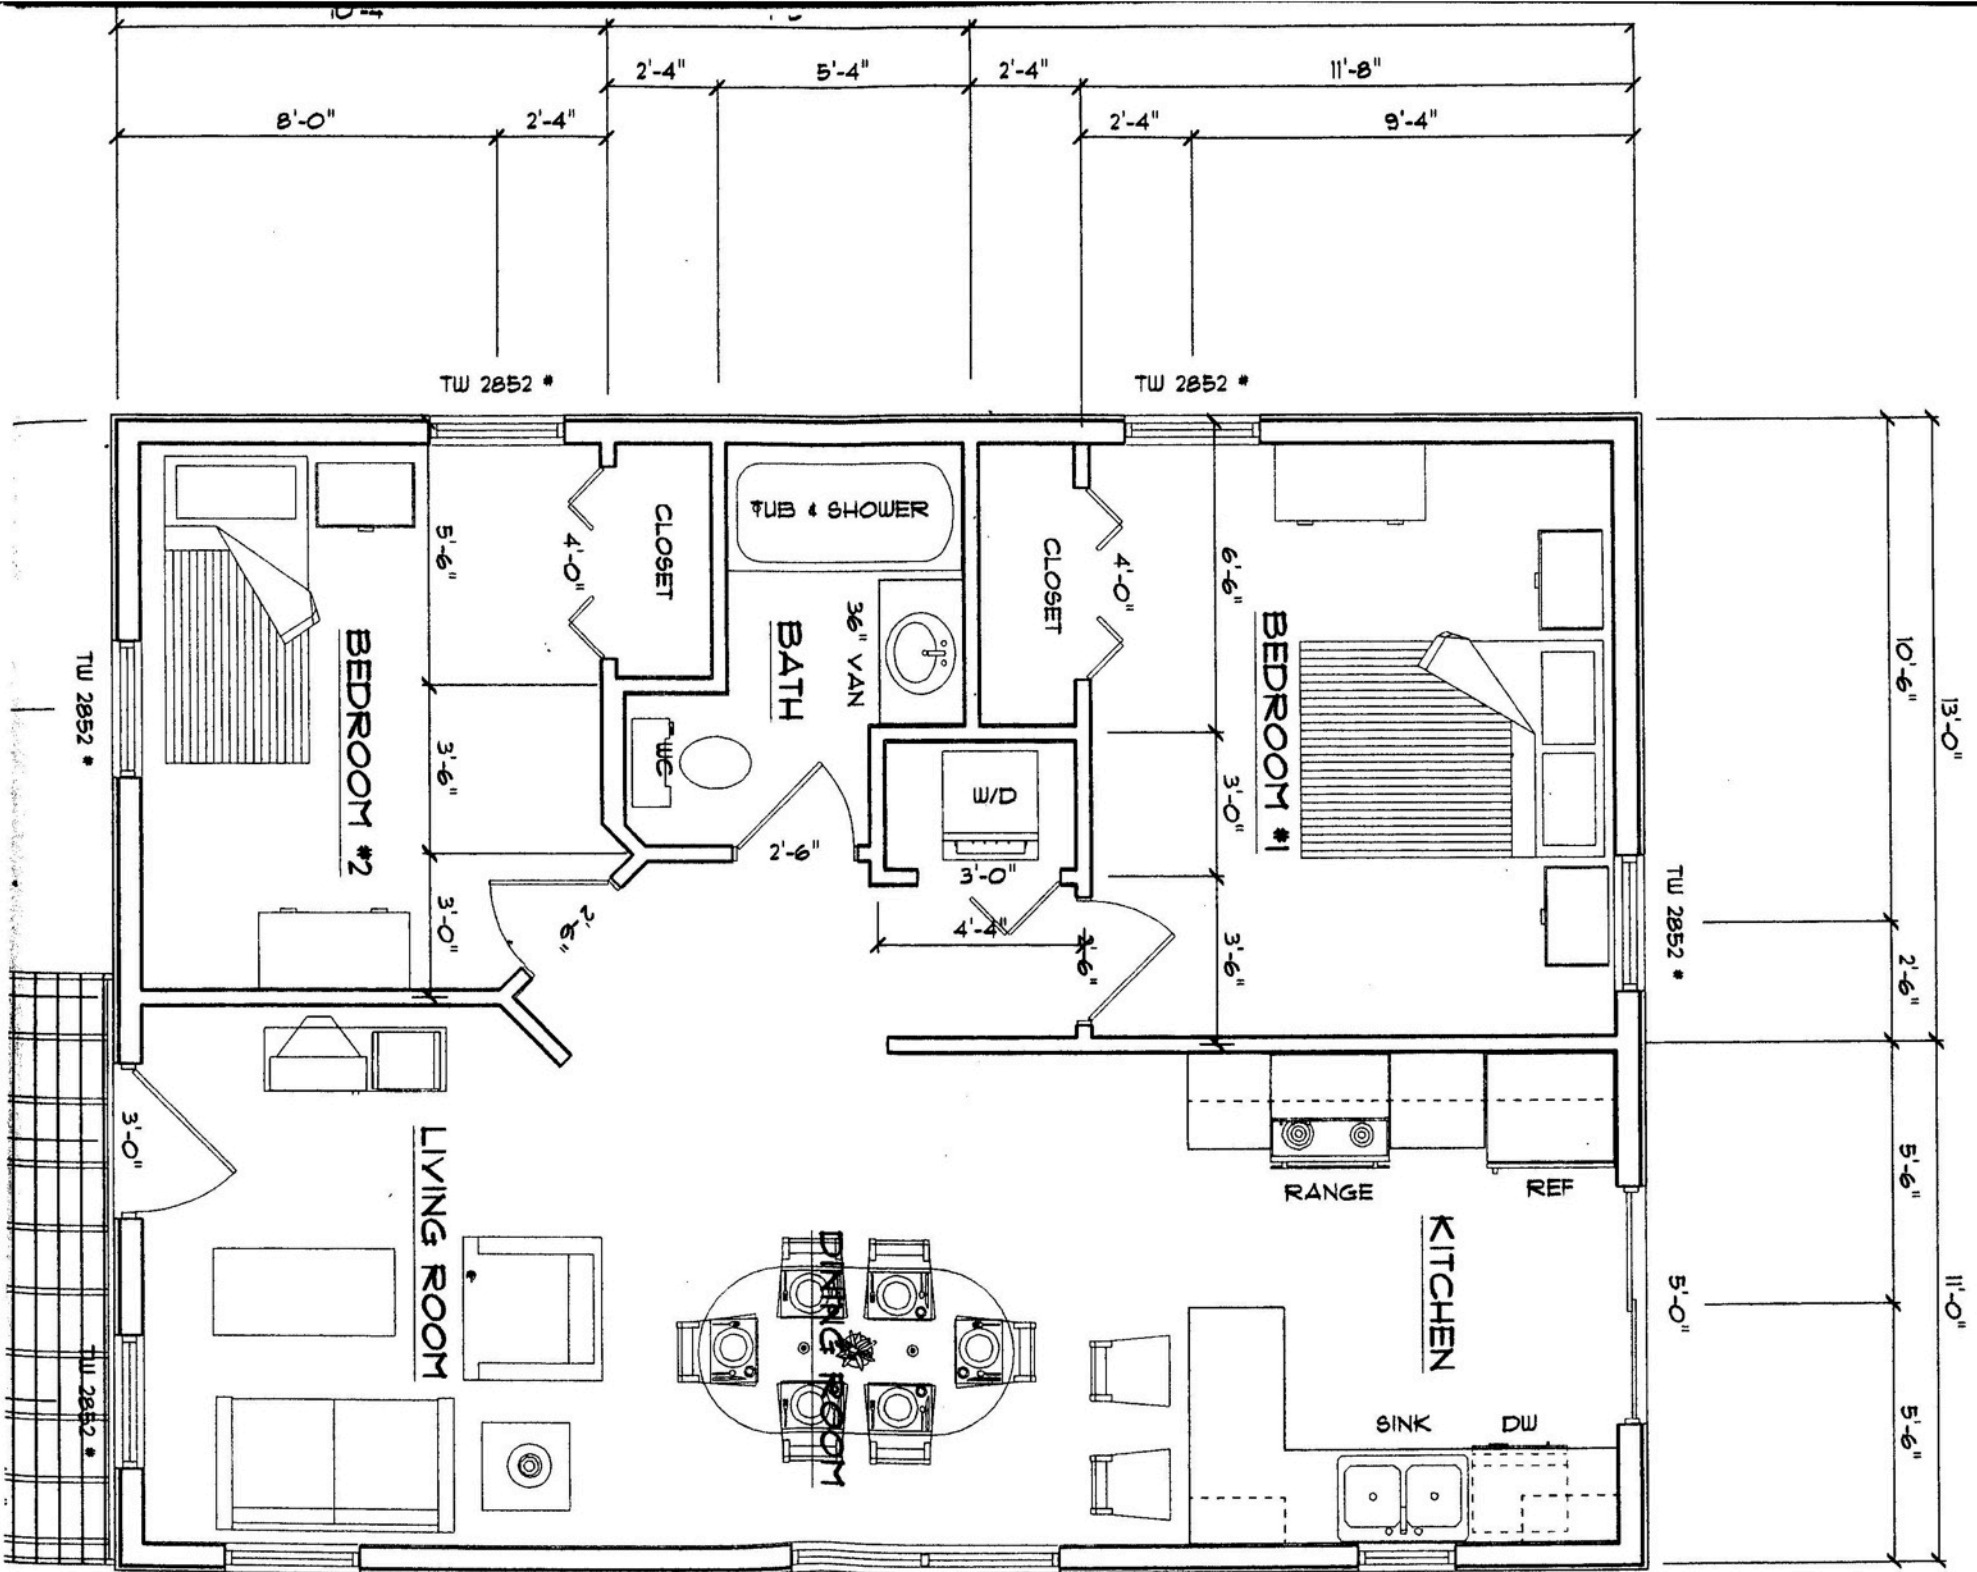 10'-4"
2'-4"
5'-4"
2'-4"
11'-8"
8'-0"
2'-4"
2'-4"
9'-4"
TW 2852 *
TW 2852 *
CLOSET
4'-0"
5'-6"
TUB & SHOWER
36" VAN
BATH
CLOSET
4'-0"
6'-6"
BEDROOM #1
10'-6"
13'-0"
TW 2852 *
BEDROOM #2
3'-6"
WC
W/D
3'-0"
2'-6"
3'-0"
TW 2852 *
3'-0"
2'-6"
4'-4"
2'-6"
3'-6"
2'-6"
3'-0"
LIVING ROOM
RANGE
REF
5'-6"
KITCHEN
DINING ROOM
5'-0"
11'-0"
TW 2852 *
SINK
DW
5'-6"